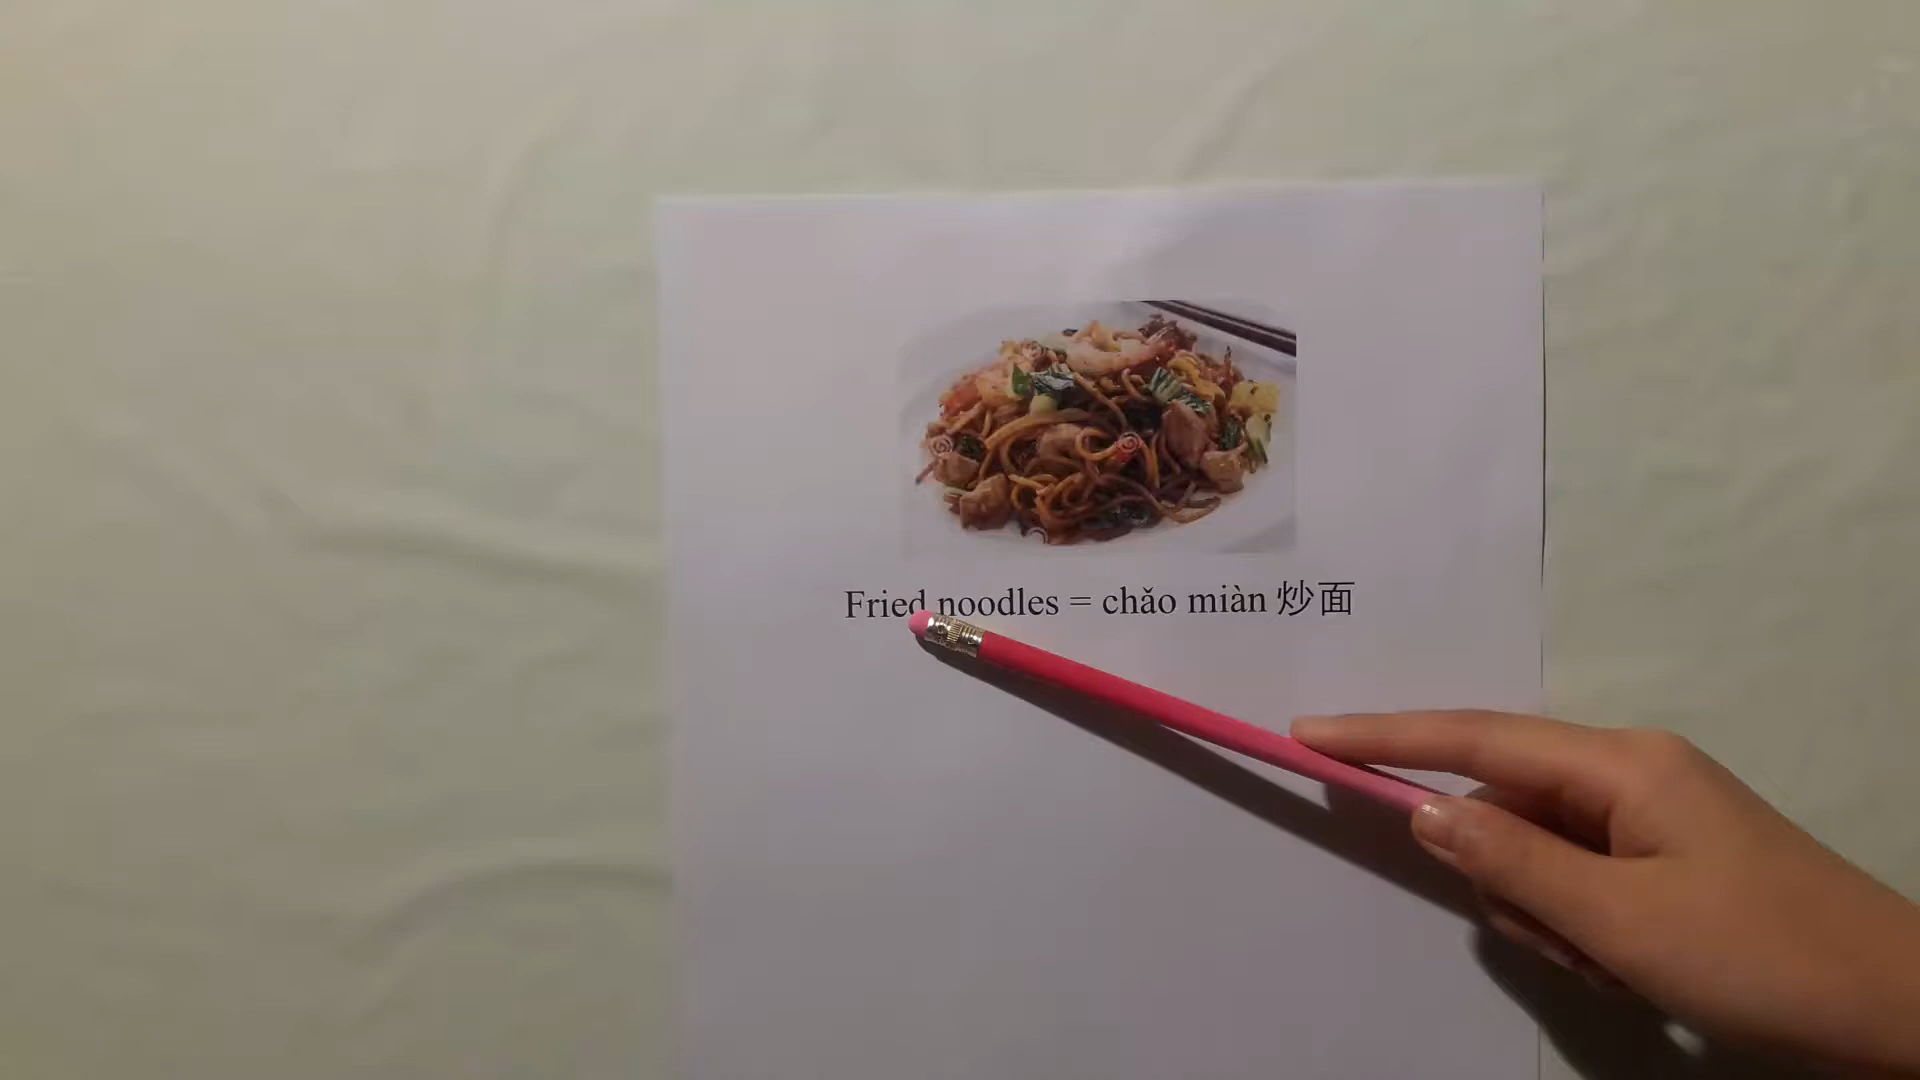 Fried noodles = chǎo miàn 炒面